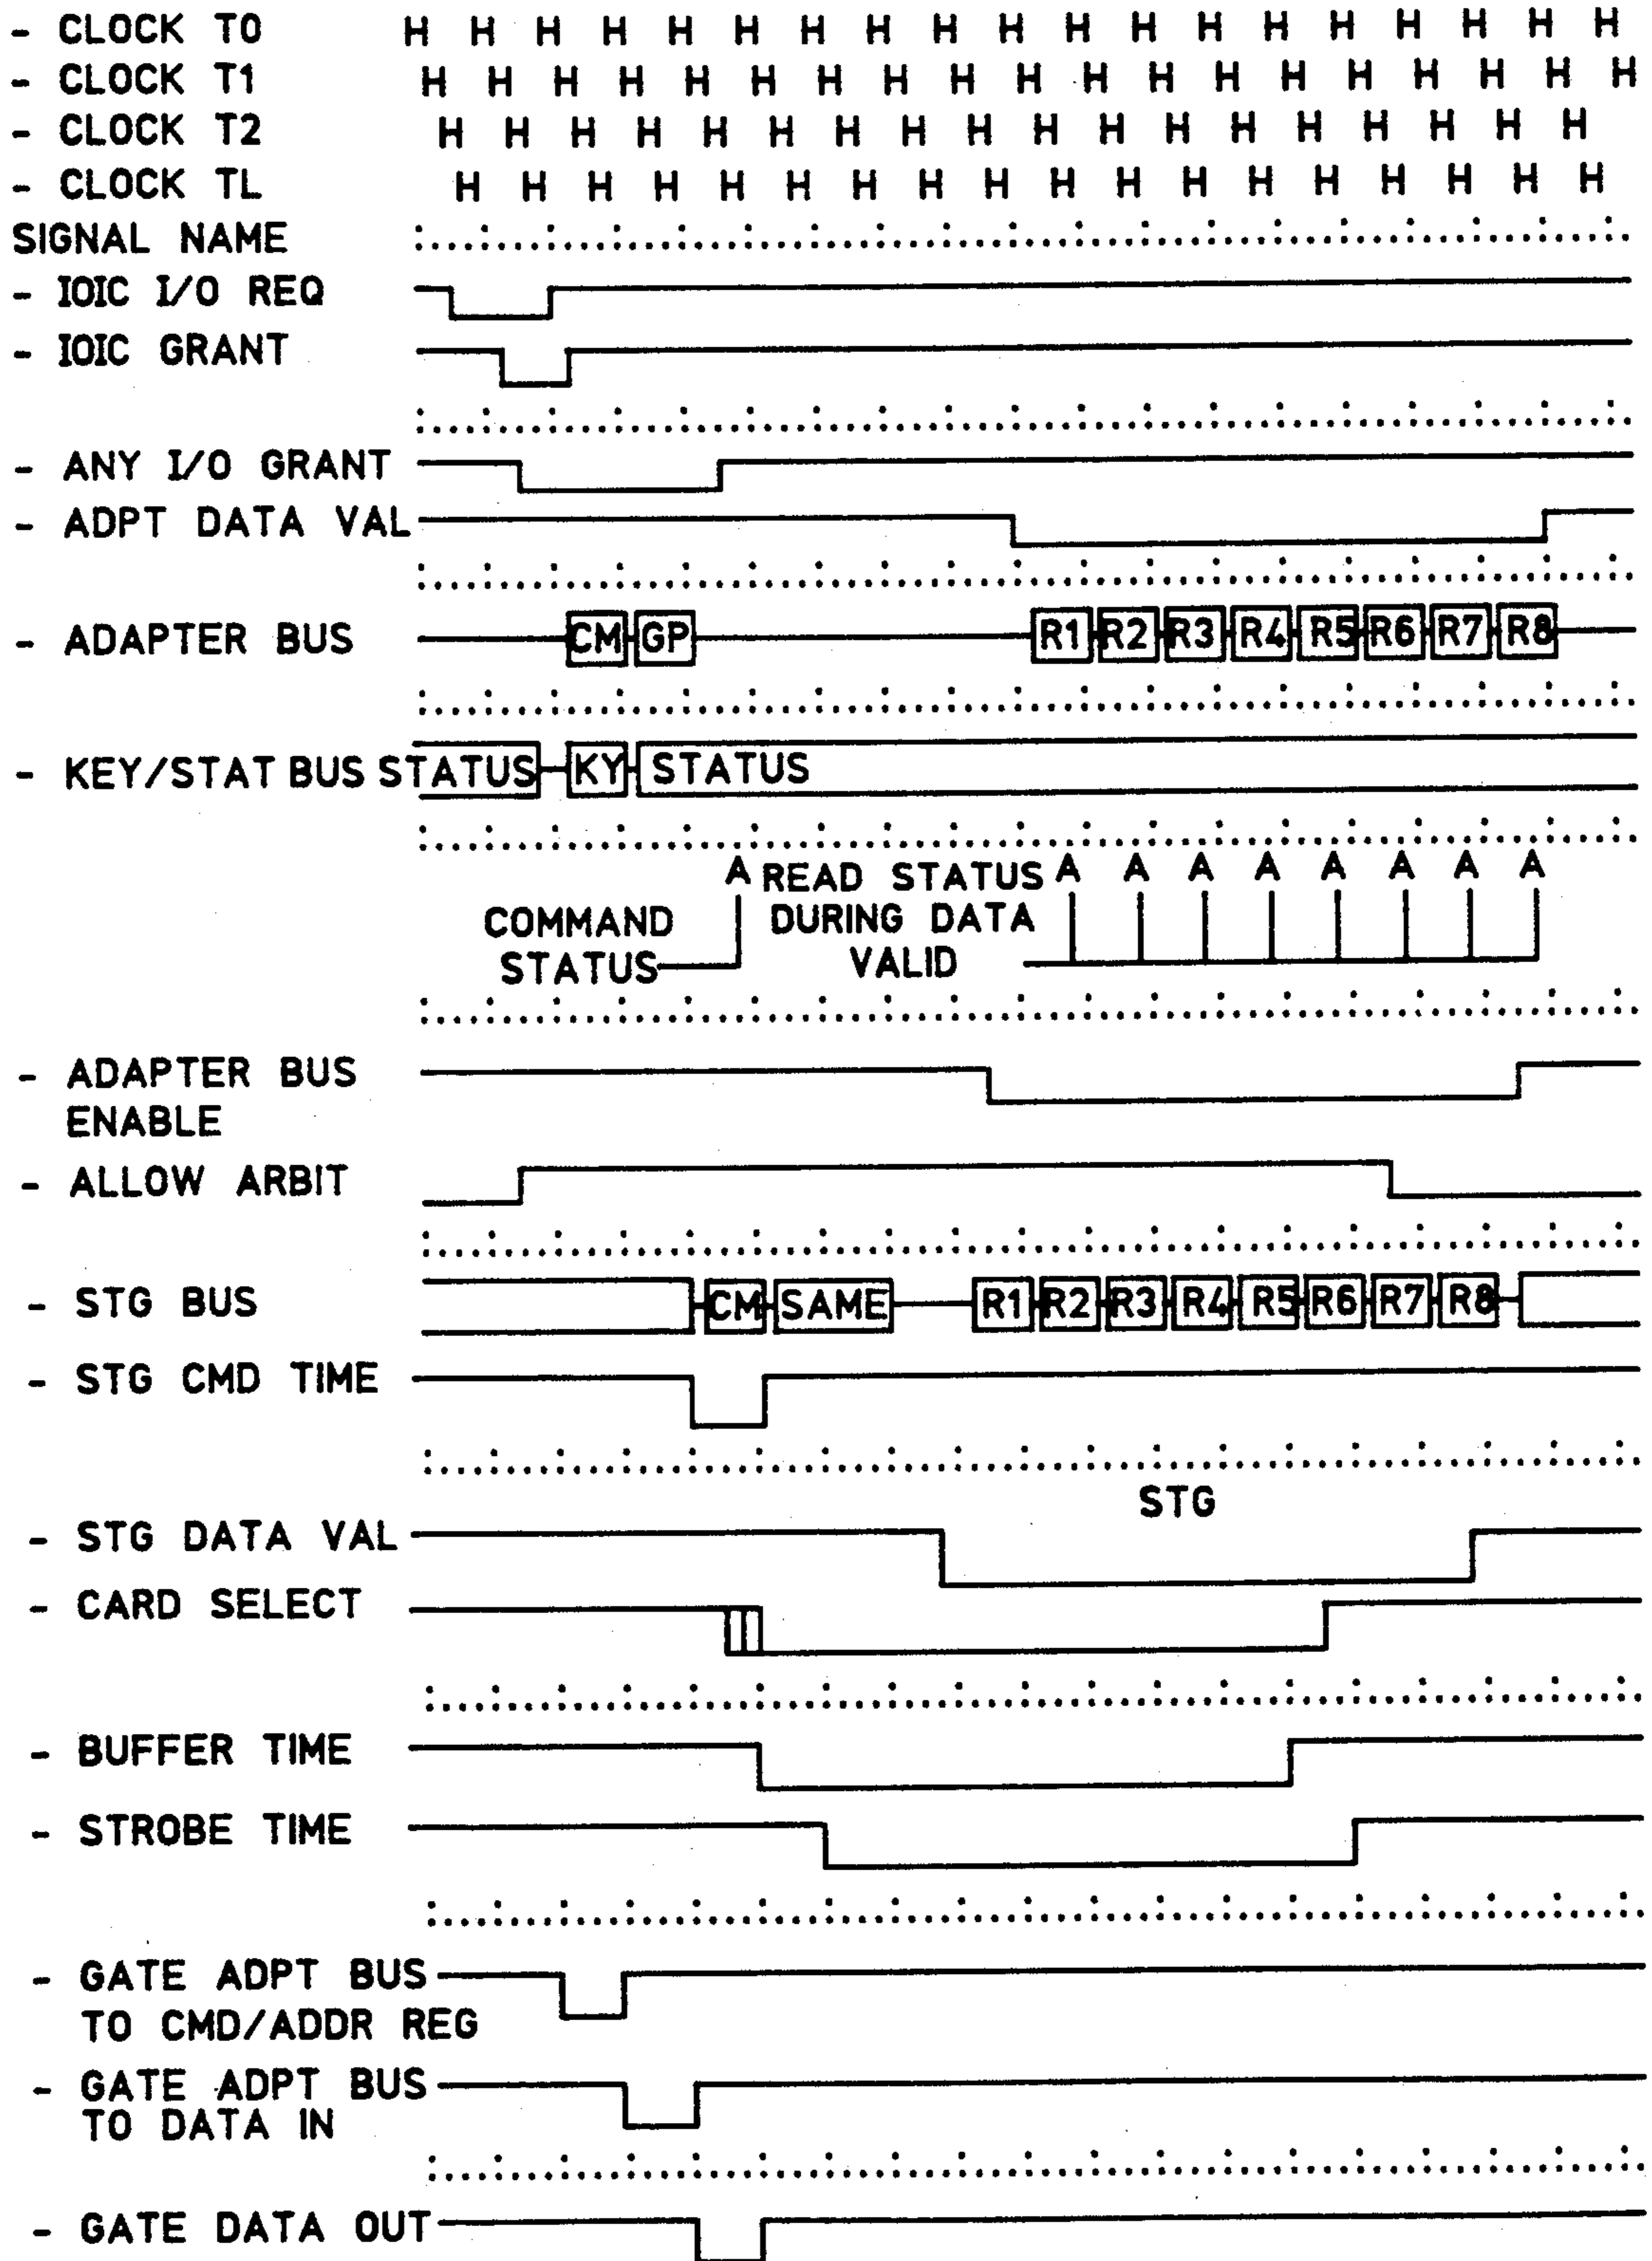 - CLOCK T0 H H H H H H H H H H H H H H H H H H H
- CLOCK T1 H H H H H H H H H H H H H H H H H H H
- CLOCK T2 H H H H H H H H H H H H H H H H H H
- CLOCK TL H H H H H H H H H H H H H H H H H H
SIGNAL NAME
- IOIC I/O REQ
- IOIC GRANT
- ANY I/O GRANT
- ADPT DATA VAL
- ADAPTER BUS CM GP R1 R2 R3 R4 R5 R6 R7 R8
- KEY/STAT BUS STATUS KY STATUS
A READ STATUS A A A A A A A A
COMMAND DURING DATA
STATUS VALID
- ADAPTER BUS
ENABLE
- ALLOW ARBIT
- STG BUS CM SAME R1 R2 R3 R4 R5 R6 R7 R8
- STG CMD TIME
STG
- STG DATA VAL
- CARD SELECT
- BUFFER TIME
- STROBE TIME
- GATE ADPT BUS
TO CMD/ADDR REG
- GATE ADPT BUS
TO DATA IN
- GATE DATA OUT